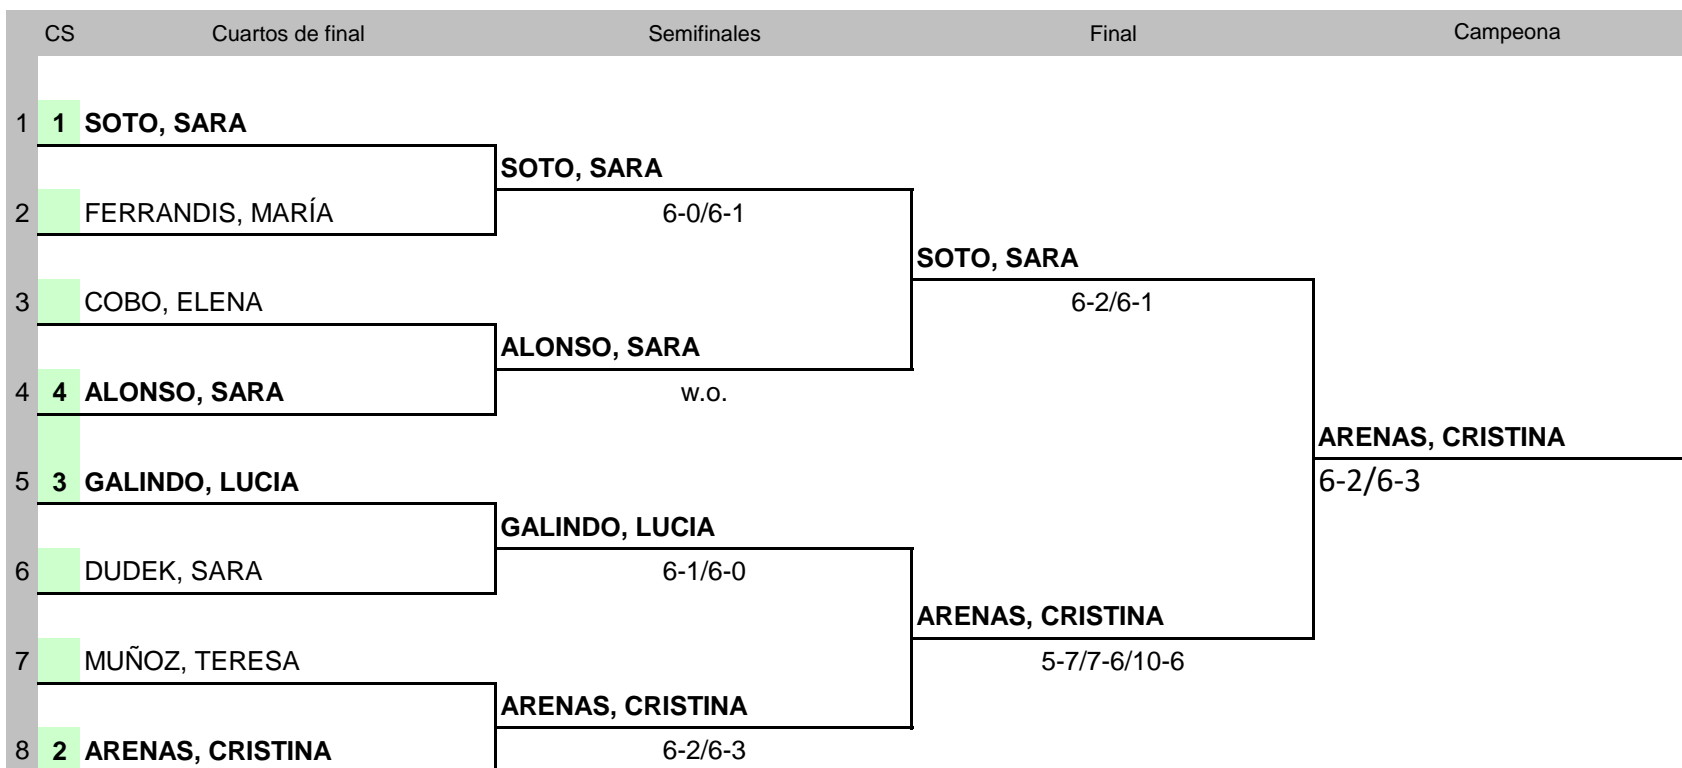 CS Cuartos de final Semifinales Final Campeona
1 1 SOTO, SARA
SOTO, SARA
2 FERRANDIS, MARÍA 6-0/6-1
SOTO, SARA
3 COBO, ELENA 6-2/6-1
ALONSO, SARA
4 4 ALONSO, SARA w.o.
ARENAS, CRISTINA
5 3 GALINDO, LUCIA 6-2/6-3
GALINDO, LUCIA
6 DUDEK, SARA 6-1/6-0
ARENAS, CRISTINA
7 MUÑOZ, TERESA 5-7/7-6/10-6
ARENAS, CRISTINA
8 2 ARENAS, CRISTINA 6-2/6-3